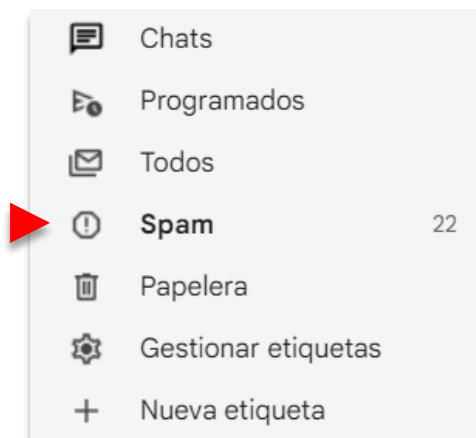 Chats
Programados
Todos
Spam 22
Papelera
Gestionar etiquetas
Nueva etiqueta